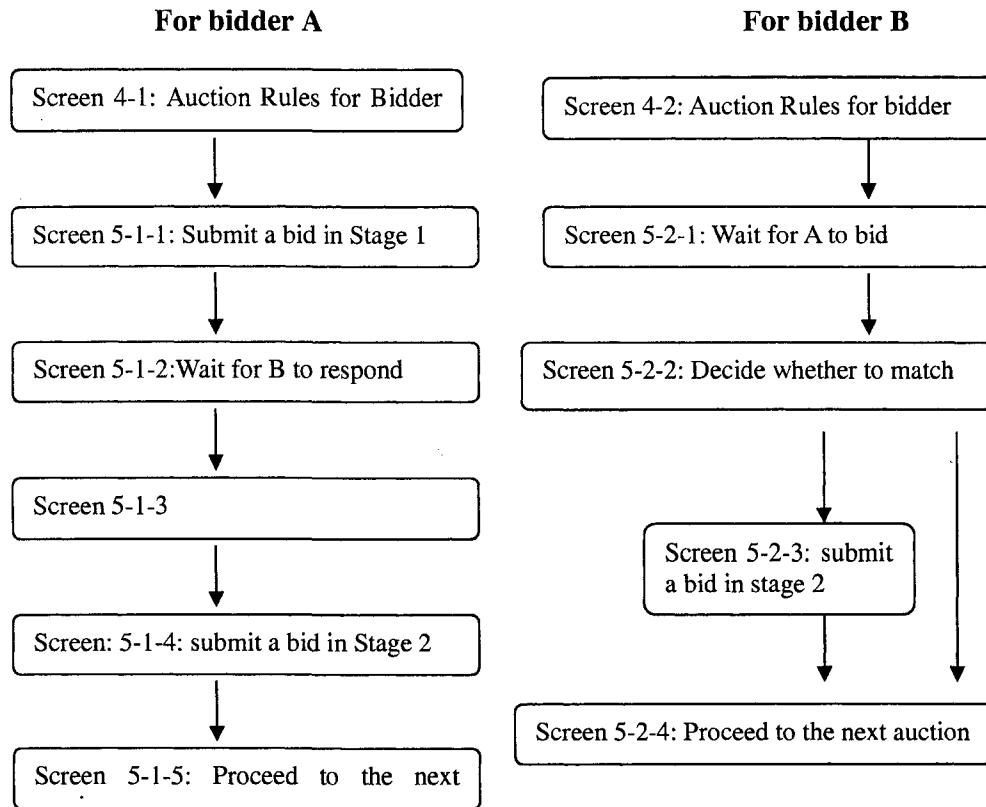 For bidder A
Screen 4-1: Auction Rules for Bidder
Screen 5-1-1: Submit a bid in Stage 1
Screen 5-1-2:Wait for B to respond
Screen 5-1-3
Screen: 5-1-4: submit a bid in Stage 2
Screen 5-1-5: Proceed to the next
For bidder B
Screen 4-2: Auction Rules for bidder
Screen 5-2-1: Wait for A to bid
Screen 5-2-2: Decide whether to match
Screen 5-2-3: submit
a bid in stage 2
Screen 5-2-4: Proceed to the next auction